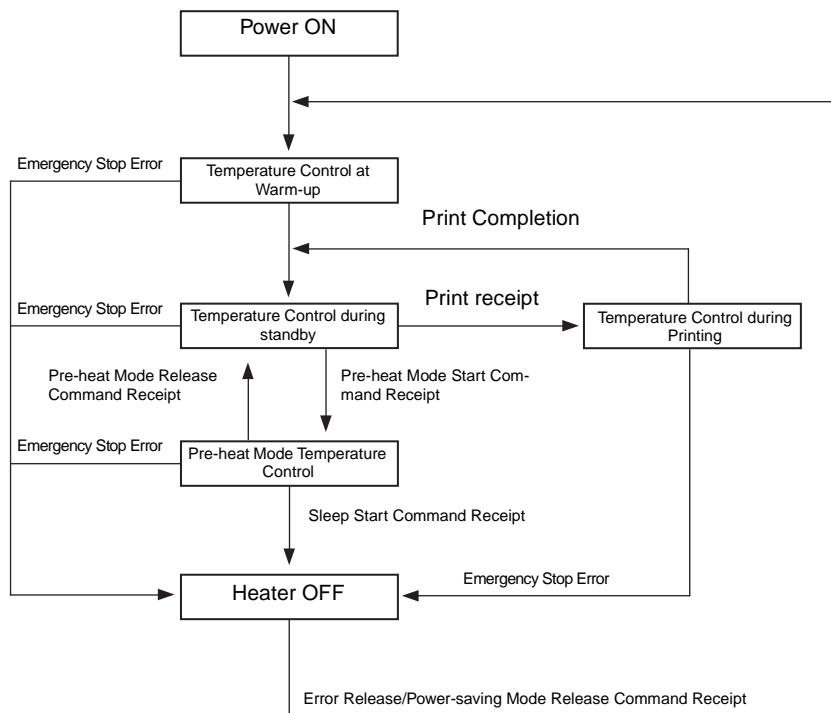 Power ON
Emergency Stop Error
Temperature Control at
Warm-up
Print Completion
Emergency Stop Error
Temperature Control during
standby
Print receipt
Temperature Control during
Printing
Pre-heat Mode Release
Command Receipt
Pre-heat Mode Start Com-
mand Receipt
Emergency Stop Error
Pre-heat Mode Temperature
Control
Sleep Start Command Receipt
Heater OFF
Emergency Stop Error
Error Release/Power-saving Mode Release Command Receipt